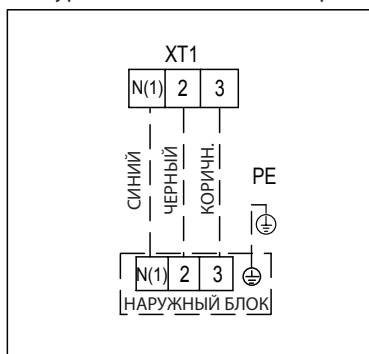 XT1
N(1) 2 3
СИНИЙ
ЧЕРНЫЙ
КОРИЧН.
PE
N(1) 2 3
НАРУЖНЫЙ БЛОК